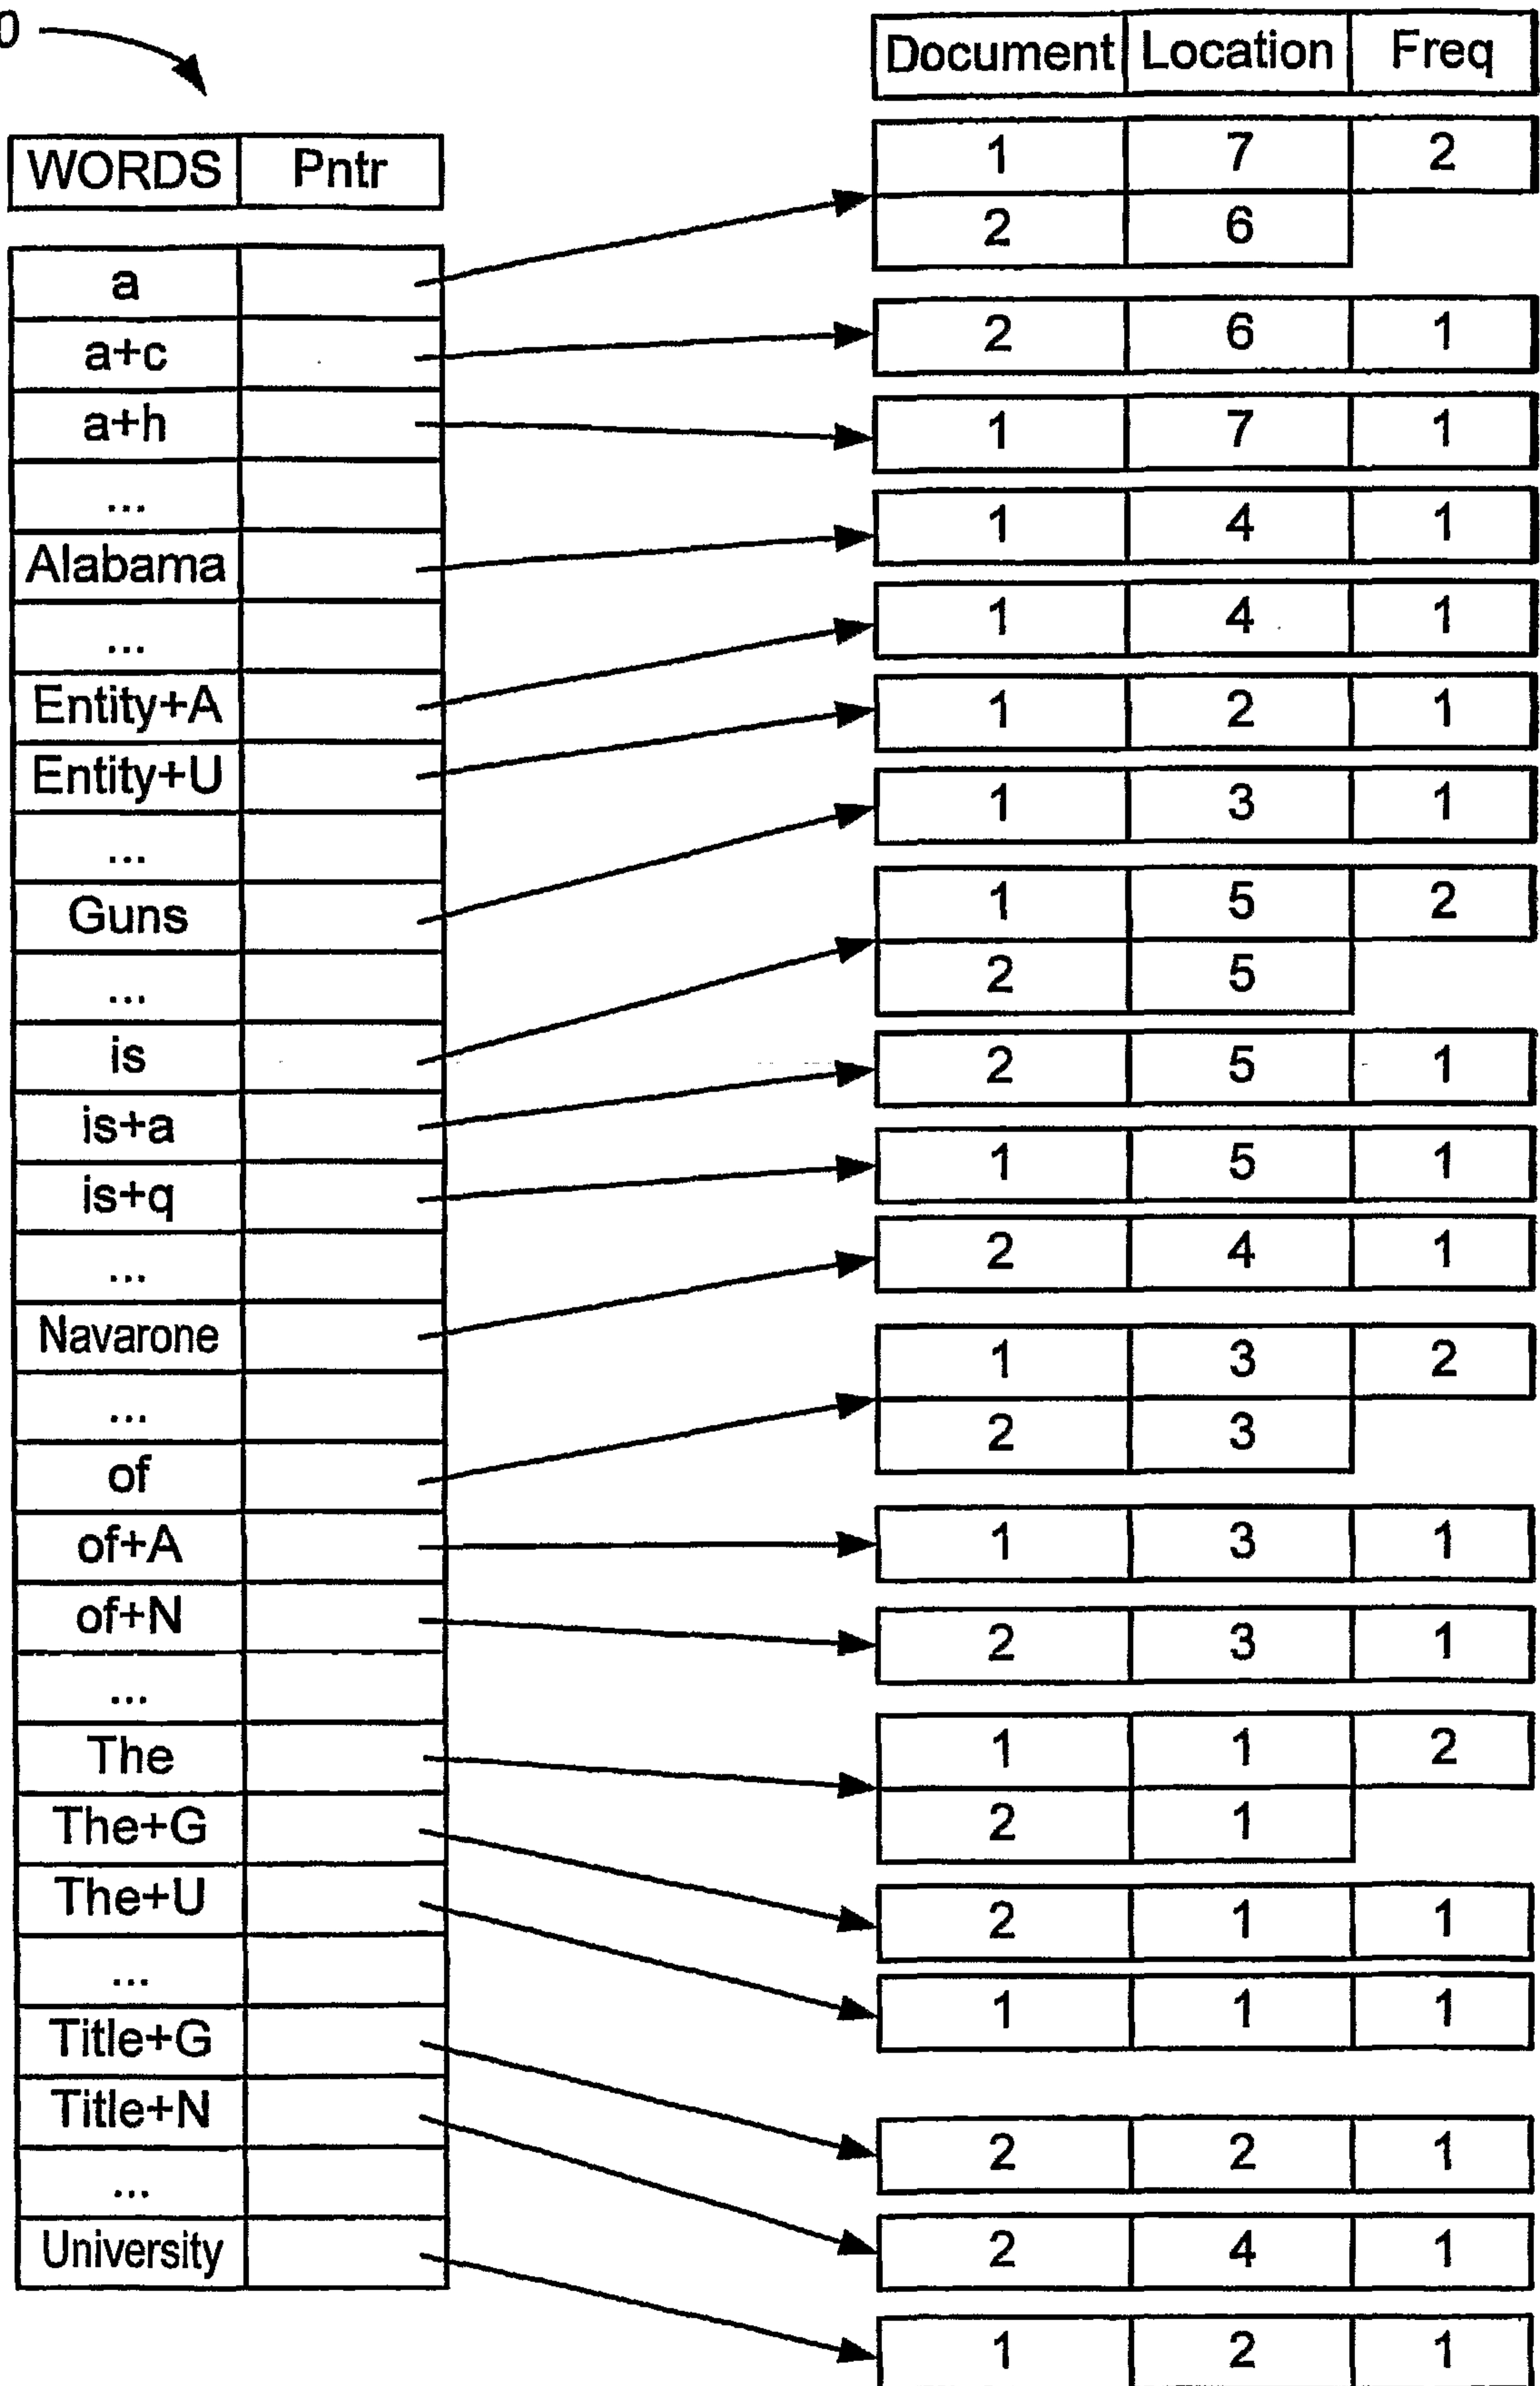 0
WORDS Pntr
a
a+c
a+h
...
Alabama
...
Entity+A
Entity+U
...
Guns
...
is
is+a
is+q
...
Navarone
...
of
of+A
of+N
...
The
The+G
The+U
...
Title+G
Title+N
...
University
Document Location Freq
1 7 2
2 6
2 6 1
1 7 1
1 4 1
1 4 1
1 2 1
1 3 1
1 5 2
2 5
2 5 1
1 5 1
2 4 1
1 3 2
2 3
1 3 1
2 3 1
1 1 2
2 1
2 1 1
1 1 1
2 2 1
2 4 1
1 2 1